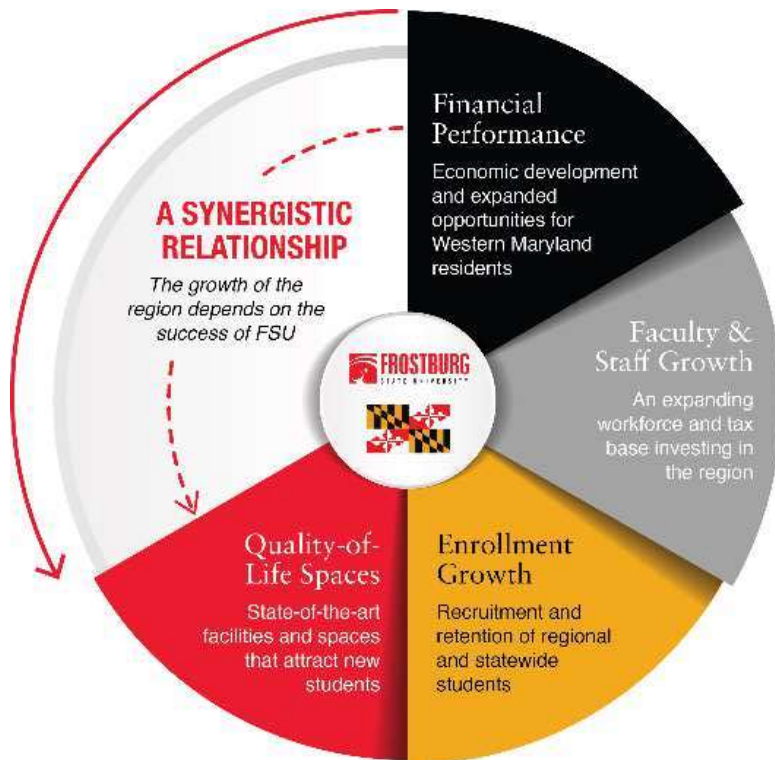 Financial
Performance
Economic development
and expanded
opportunities for
Western Maryland
residents
A SYNERGISTIC
RELATIONSHIP
The growth of the
region depends on the
success of FSU
Faculty &
Staff Growth
An expanding
workforce and tax
base investing in
the region
FROSTBURG
STATE UNIVERSITY
Quality-of-
Life Spaces
State-of-the-art
facilities and spaces
that attract new
students
Enrollment
Growth
Recruitment and
retention of regional
and statewide
students